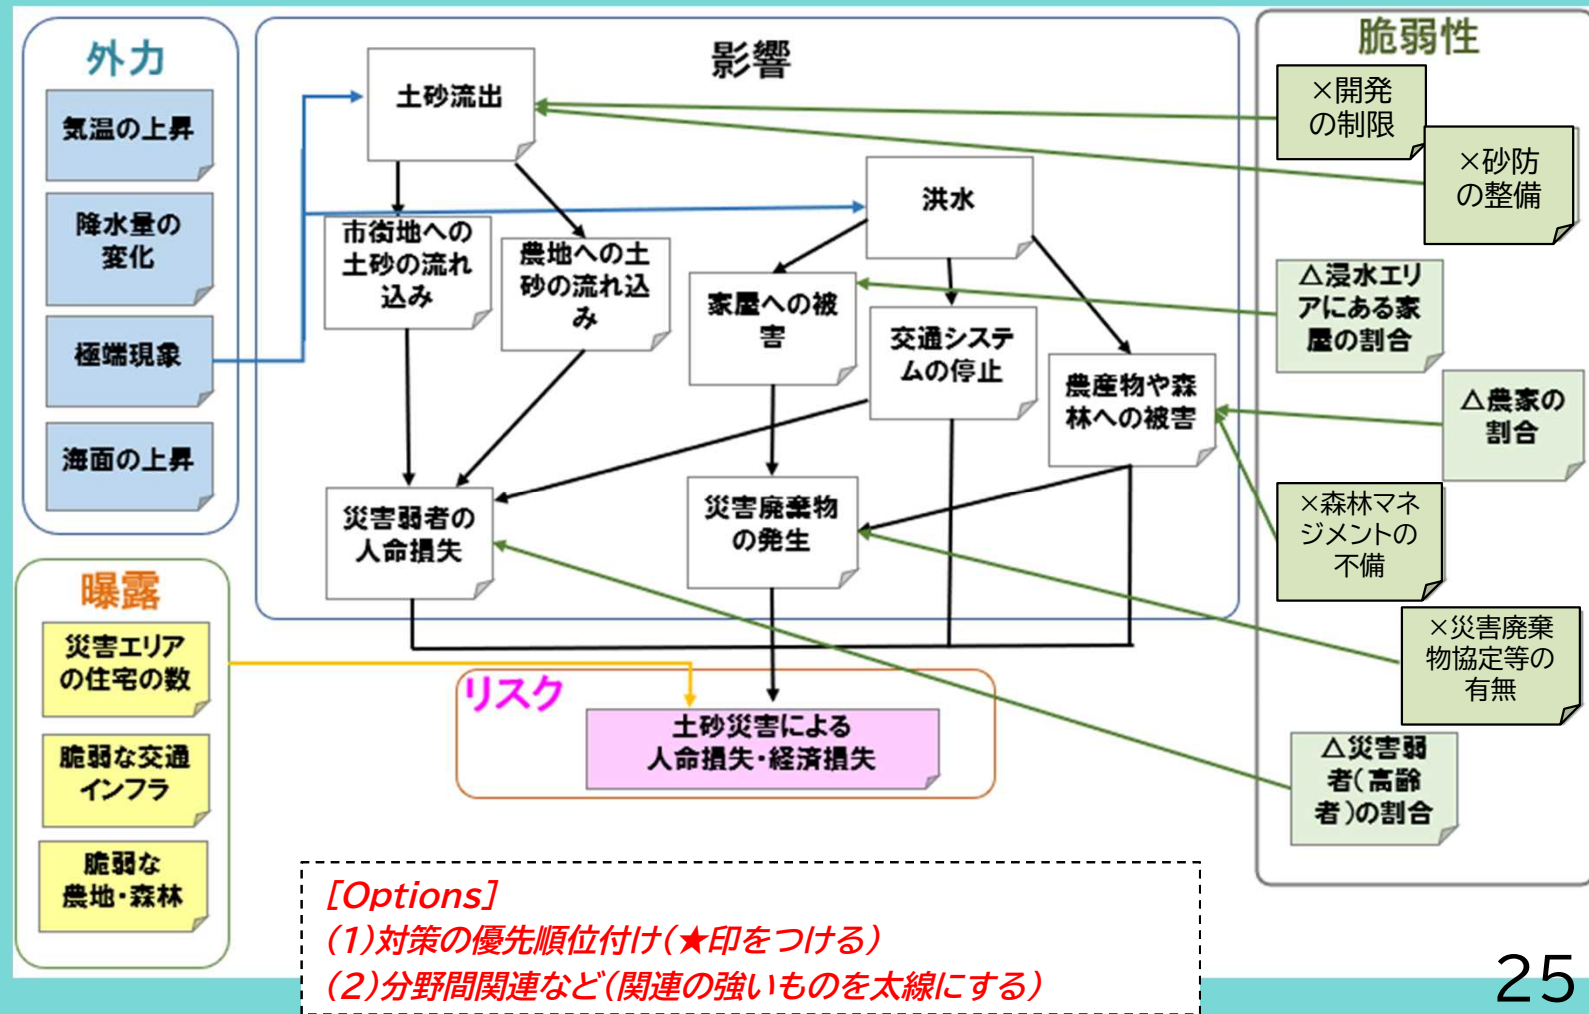 外力
気温の上昇
降水量の
変化
極端現象
海面の上昇
曝露
災害エリア
の住宅の数
脆弱な交通
インフラ
脆弱な
農地・森林
影響
土砂流出
市街地への
土砂の流れ
込み
農地への土
砂の流れ込
み
洪水
家屋への被
害
交通システ
ムの停止
農産物や森
林への被害
災害弱者の
人命損失
災害廃棄物
の発生
リスク
土砂災害による
人命損失・経済損失
脆弱性
×開発
の制限
×砂防
の整備
△浸水エリ
アにある家
屋の割合
△農家の
割合
×森林マネ
ジメントの
不備
×災害廃棄
物協定等の
有無
△災害弱
者(高齢
者)の割合
[Options]
(1)対策の優先順位付け(★印をつける)
(2)分野間関連など(関連の強いものを太線にする)
25